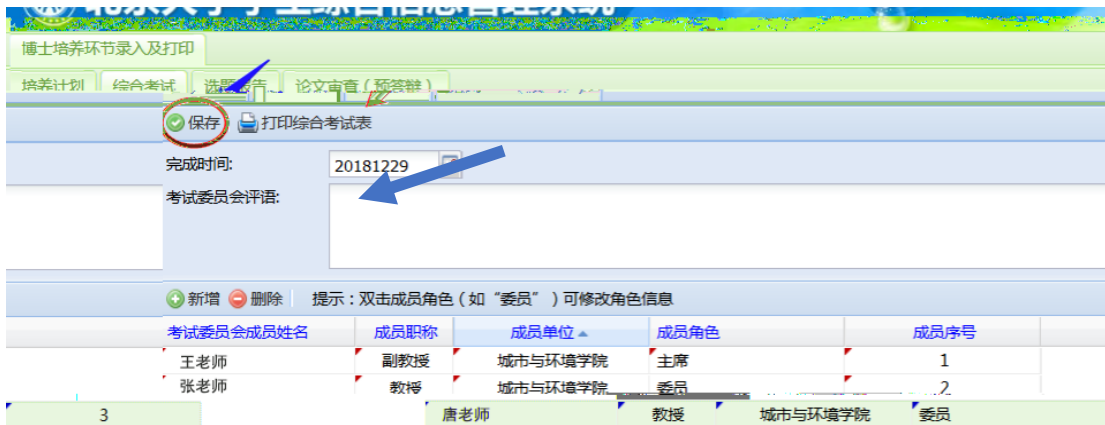 博士培养环节录入及打印
培养计划 综合考试 选题报告 论文审查（预答辩）
保存 打印综合考试表
完成时间: 20181229
考试委员会评语:
新增 删除 提示：双击成员角色（如“委员”）可修改角色信息
考试委员会成员姓名 成员职称 成员单位 成员角色 成员序号
王老师 副教授 城市与环境学院 主席 1
张老师 教授 城市与环境学院 委员 2
3 唐老师 教授 城市与环境学院 委员